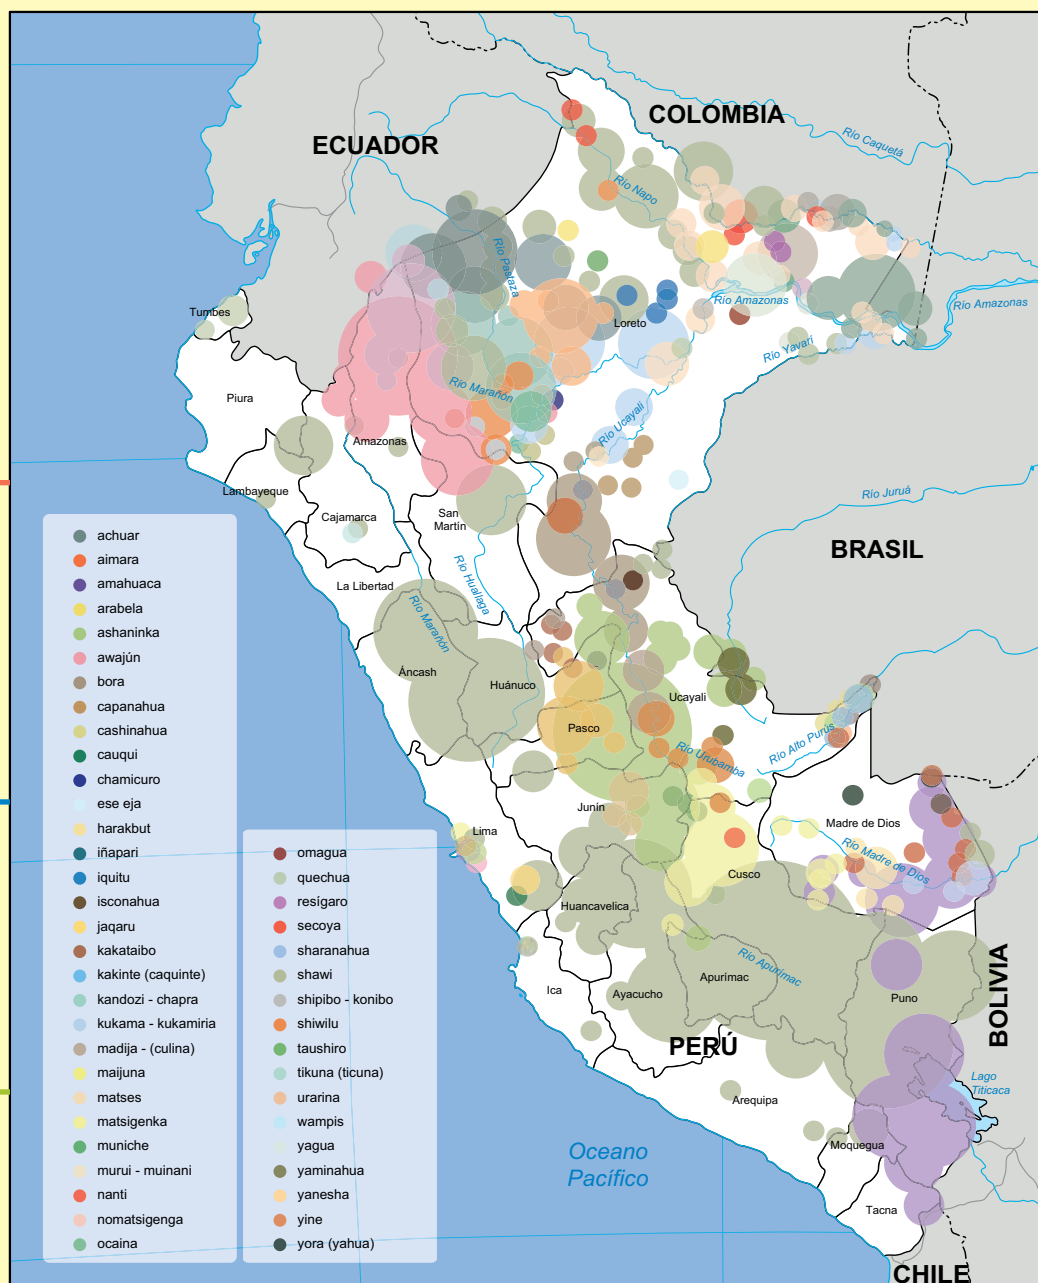 COLOMBIA
ECUADOR
Río Caquetá
Río Napo
Río Pastaza
Río Amazonas
Río Amazonas
Tumbes
Loreto
Río Yavarí
Piura
Río Marañón
Río Ucayali
Amazonas
Lambayeque
Río Juruá
Cajamarca
San
Martín
BRASIL
La Libertad
Río Huallaga
Río Marañón
Áncash
Huánuco
Ucayali
Pasco
Río Alto Purús
Río Urubamba
Junín
Madre de Dios
Lima
Río Madre de Dios
Cusco
Huancavelica
Río Apurímac
Apurímac
Ica
Ayacucho
Puno
BOLIVIA
PERÚ
Lago
Titicaca
Arequipa
Moquegua
Oceano
Pacífico
Tacna
CHILE
achuar
aimara
amahuaca
arabela
ashaninka
awajún
bora
capanahua
cashinahua
cauqui
chamicuro
ese eja
harakbut
iñapari
iquitu
isconahua
jaqaru
kakataibo
kakinte (caquinte)
kandozi - chapra
kukama - kukamiria
madija - (culina)
maijuna
matses
matsigenka
muniche
murui - muinani
nanti
nomatsigenga
ocaina
omagua
quechua
resígaro
secoya
sharanahua
shawi
shipibo - konibo
shiwilu
taushiro
tikuna (ticuna)
urarina
wampis
yagua
yaminahua
yanesha
yine
yora (yahua)